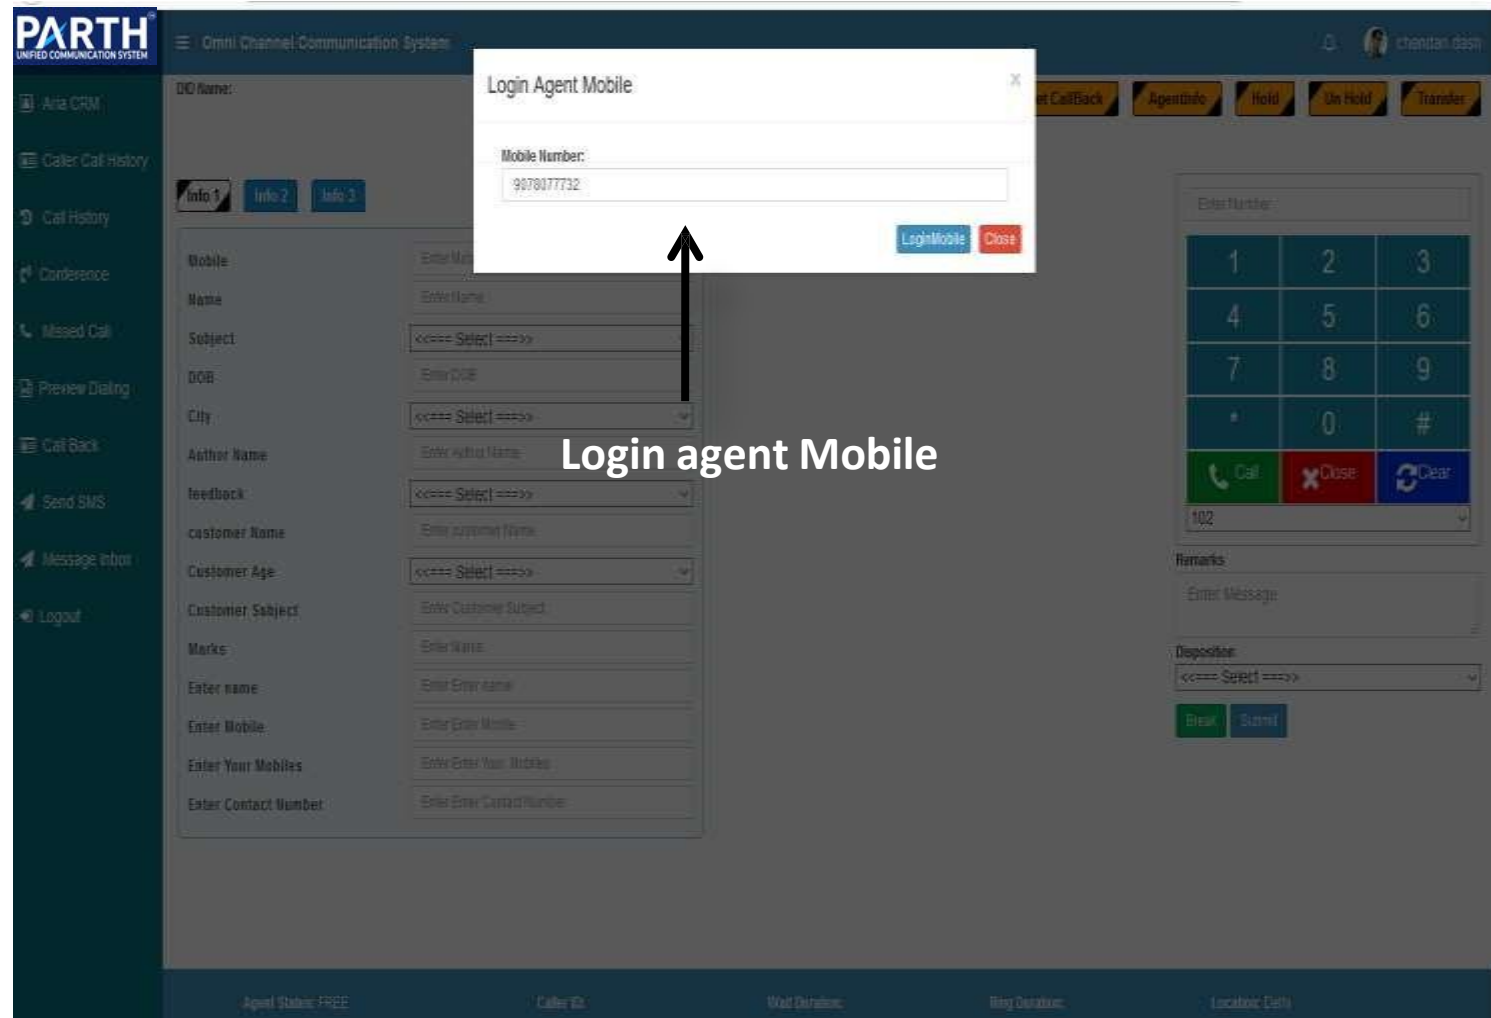 PARTH
UNIFIED COMMUNICATION SYSTEM
Omni Channel Communication System
chandan dash
Aria CRM
Caller Call History
Call History
Conference
Missed Call
Preview Dialing
Call Back
Send SMS
Message Inbox
Logout
DID Name:
et CallBack
AgentInfo
Hold
Un Hold
Transfer
Login Agent Mobile
X
Mobile Number:
9078077732
LoginMobile
Close
Info 1
Info 2
Info 3
Mobile
Name
Enter Name
Subject
<<=== Select ===>>
DOB
Enter DOB
City
<<=== Select ===>>
Author Name
Enter Author Name
feedback
<<=== Select ===>>
customer Name
Enter customer Name
Customer Age
<<=== Select ===>>
Customer Subject
Enter Customer Subject
Marks
Enter Marks
Enter name
Enter Enter name
Enter Mobile
Enter Enter Mobile
Enter Your Mobiles
Enter Enter Your Mobiles
Enter Contact Number
Enter Enter Contact Number
Login agent Mobile
Enter Number
1 2 3
4 5 6
7 8 9
* 0 #
Call
Close
Clear
102
Remarks
Enter Message
Disposition:
<<=== Select ===>>
Break
Submit
Agent Status: FREE
Caller ID:
Wait Duration:
Ring Duration:
Location: Delhi